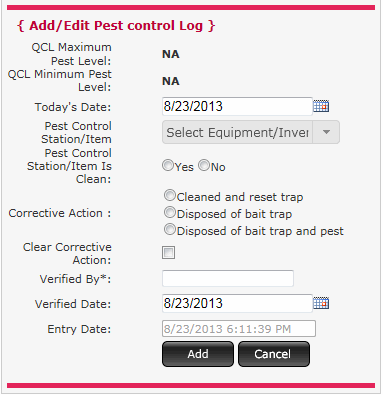 { Add/Edit Pest control Log }
QCL Maximum Pest Level: NA
QCL Minimum Pest Level: NA
Today's Date: 8/23/2013
Pest Control Station/Item Select Equipment/Inver
Pest Control Station/Item Is Clean: Yes No
Corrective Action : Cleaned and reset trap
Disposed of bait trap
Disposed of bait trap and pest
Clear Corrective Action:
Verified By*:
Verified Date: 8/23/2013
Entry Date: 8/23/2013 6:11:39 PM
Add Cancel